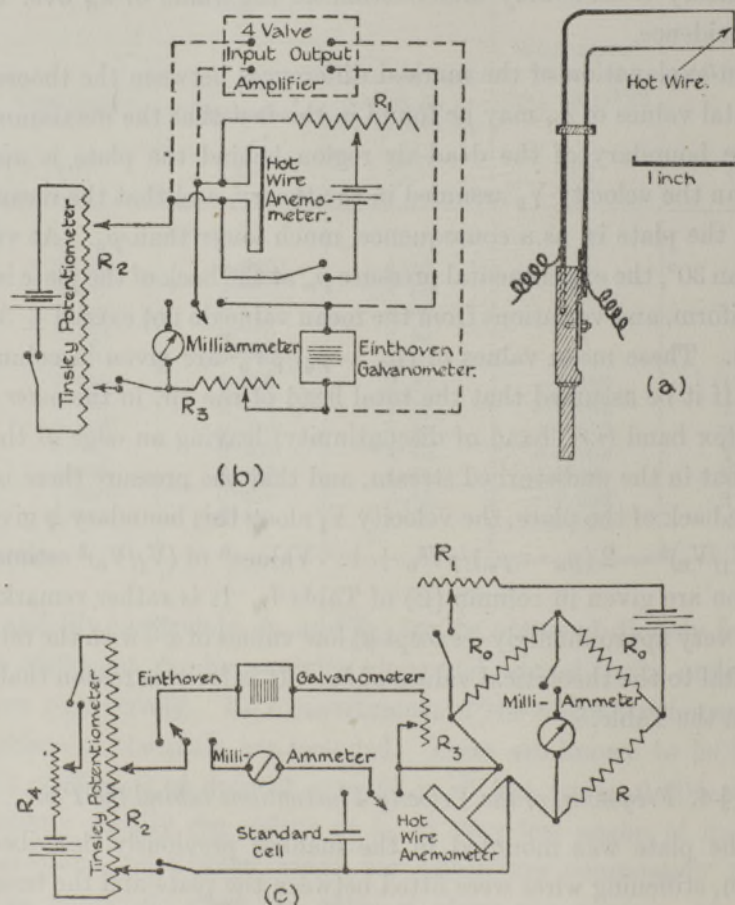 4 Valve
Input Output
Amplifier
R1
Hot
Wire
Anemo-
meter.
R2
Tinsley Potentiometer
Milliammeter
Einthoven
Galvanometer.
R3
(b)
Hot Wire.
1 inch
(a)
R1
R0
R0
Milli-
Ammeter
R
Einthoven
Galvanometer
R3
Milli-
Ammeter
Tinsley Potentiometer
R4
R2
Standard
Cell
Hot
Wire
Anemometer
(c)